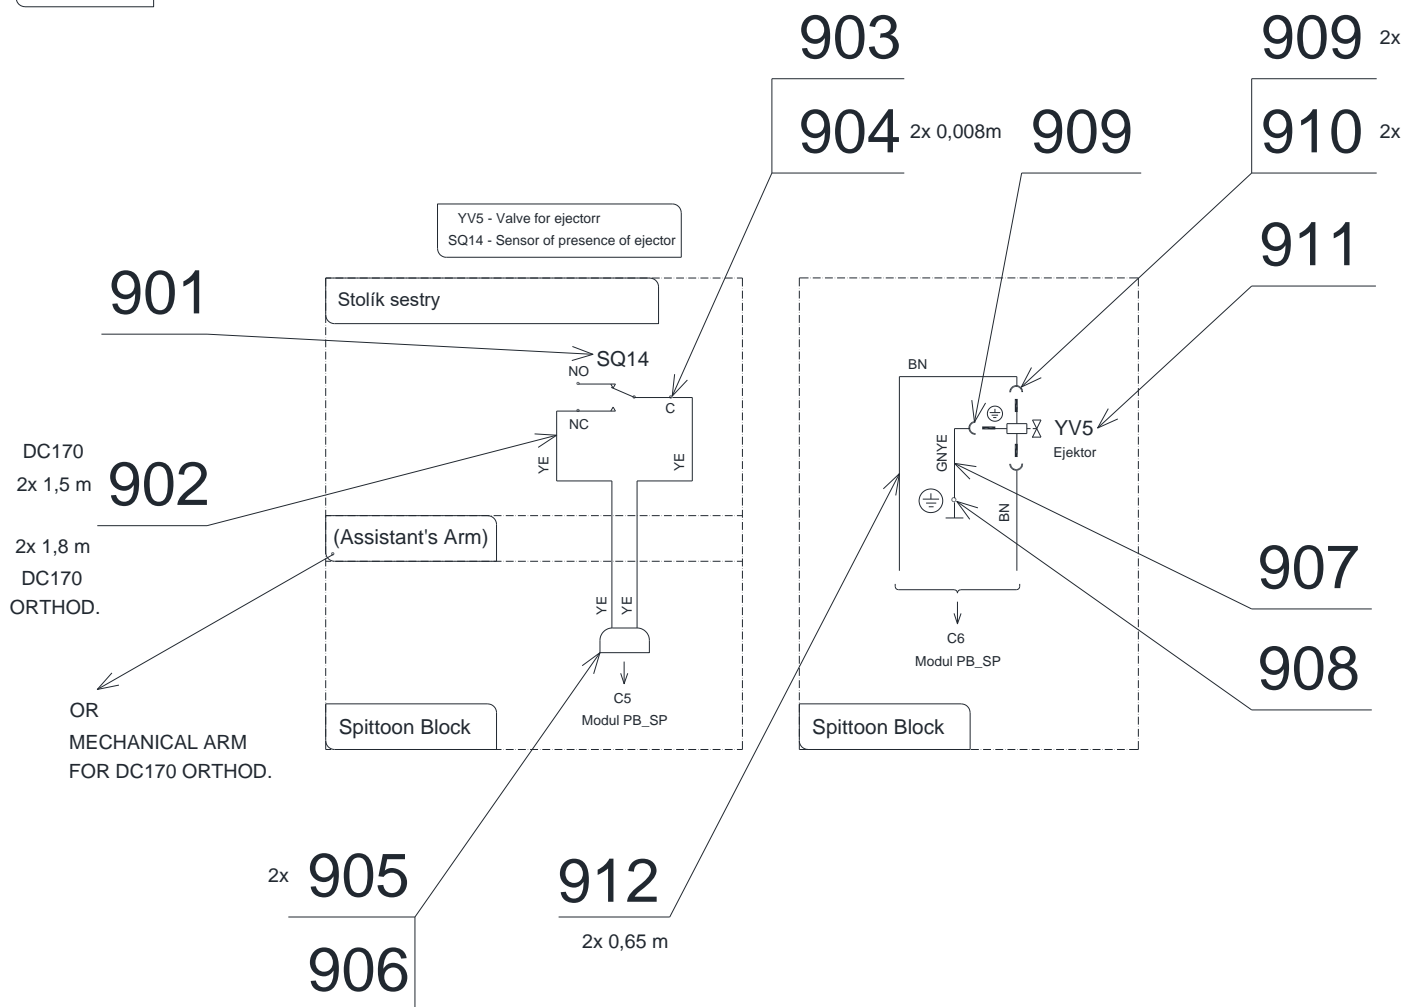 903
904 2x 0,008m
909
909 2x
910 2x
911
YV5 - Valve for ejectorr
SQ14 - Sensor of presence of ejector
901
Stolík sestry
SQ14
NO
C
NC
YE
YE
DC170
2x 1,5 m
902
2x 1,8 m
DC170
ORTHOD.
(Assistant's Arm)
YE
YE
C5
Modul PB_SP
Spittoon Block
OR
MECHANICAL ARM
FOR DC170 ORTHOD.
BN
YV5
Ejektor
GNYE
BN
C6
Modul PB_SP
Spittoon Block
907
908
2x 905
906
912
2x 0,65 m